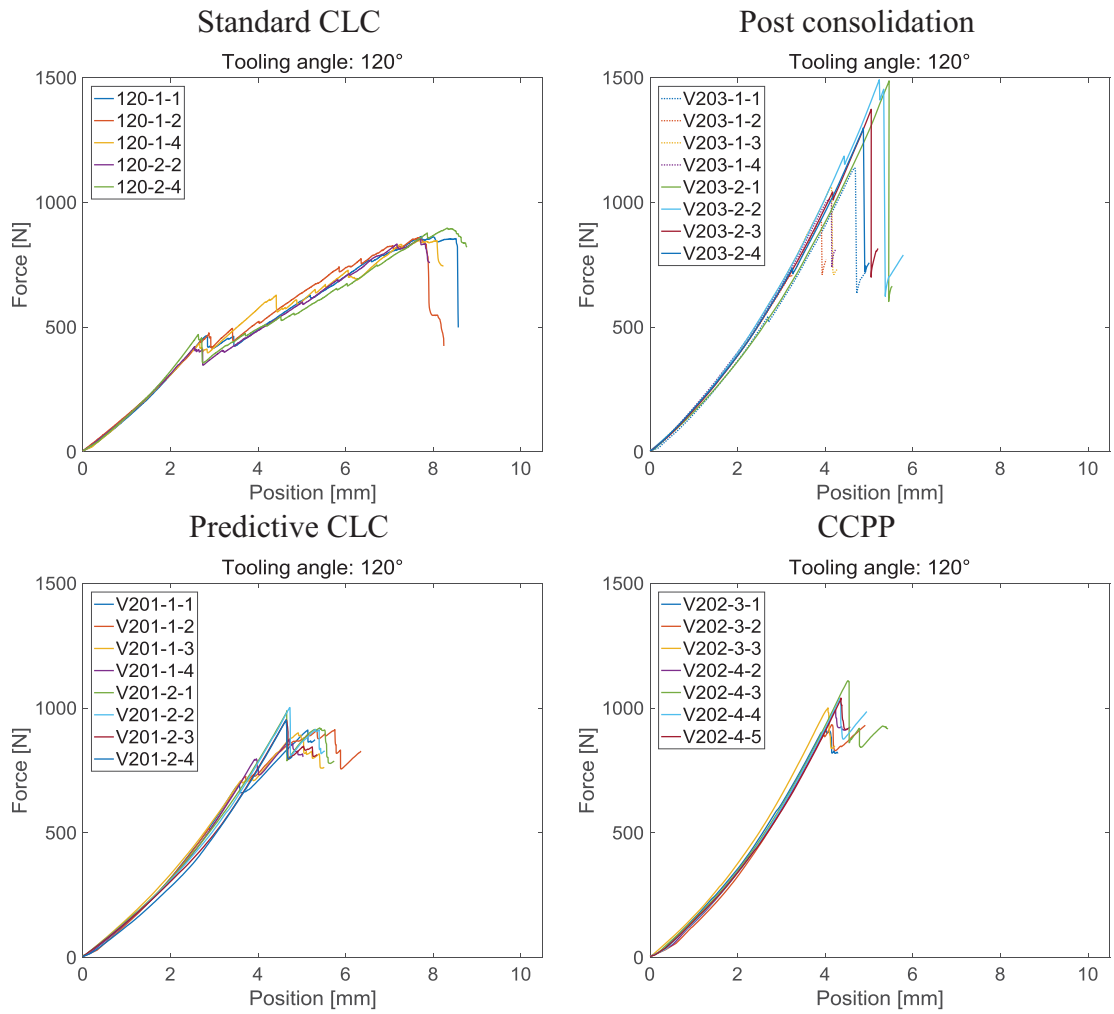 Standard CLC
Tooling angle: 120°
1500
1000
500
0
Force [N]
120-1-1
120-1-2
120-1-4
120-2-2
120-2-4
0 2 4 6 8 10
Position [mm]
Post consolidation
Tooling angle: 120°
1500
1000
500
0
Force [N]
V203-1-1
V203-1-2
V203-1-3
V203-1-4
V203-2-1
V203-2-2
V203-2-3
V203-2-4
0 2 4 6 8 10
Position [mm]
Predictive CLC
Tooling angle: 120°
1500
1000
500
0
Force [N]
V201-1-1
V201-1-2
V201-1-3
V201-1-4
V201-2-1
V201-2-2
V201-2-3
V201-2-4
0 2 4 6 8 10
Position [mm]
CCPP
Tooling angle: 120°
1500
1000
500
0
Force [N]
V202-3-1
V202-3-2
V202-3-3
V202-4-2
V202-4-3
V202-4-4
V202-4-5
0 2 4 6 8 10
Position [mm]